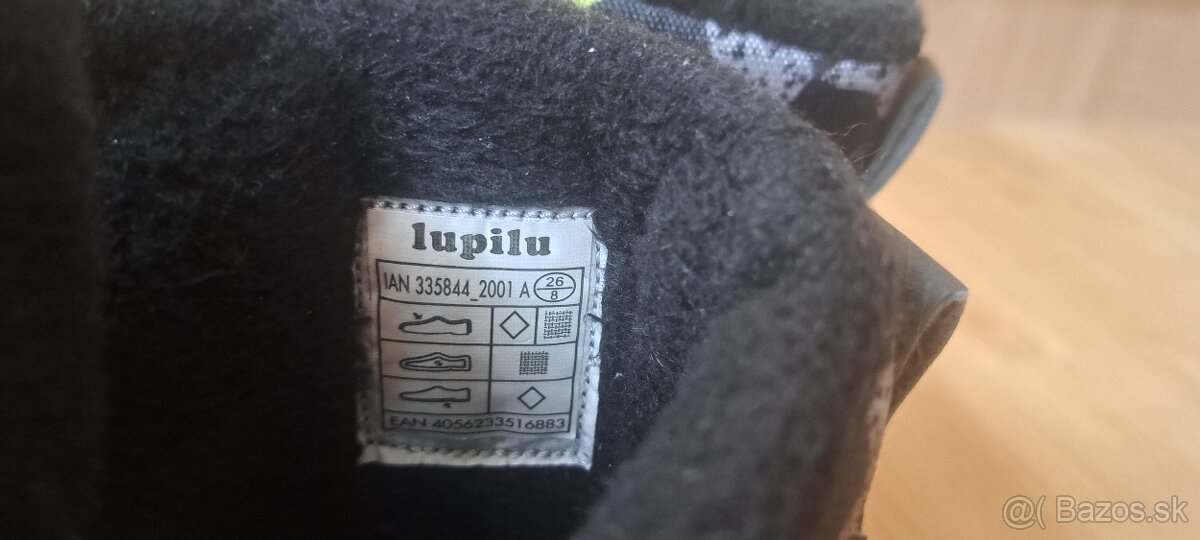 lupilu
IAN 335844_2001 A 26
8
EAN 4056233516883
@( Bazos.sk